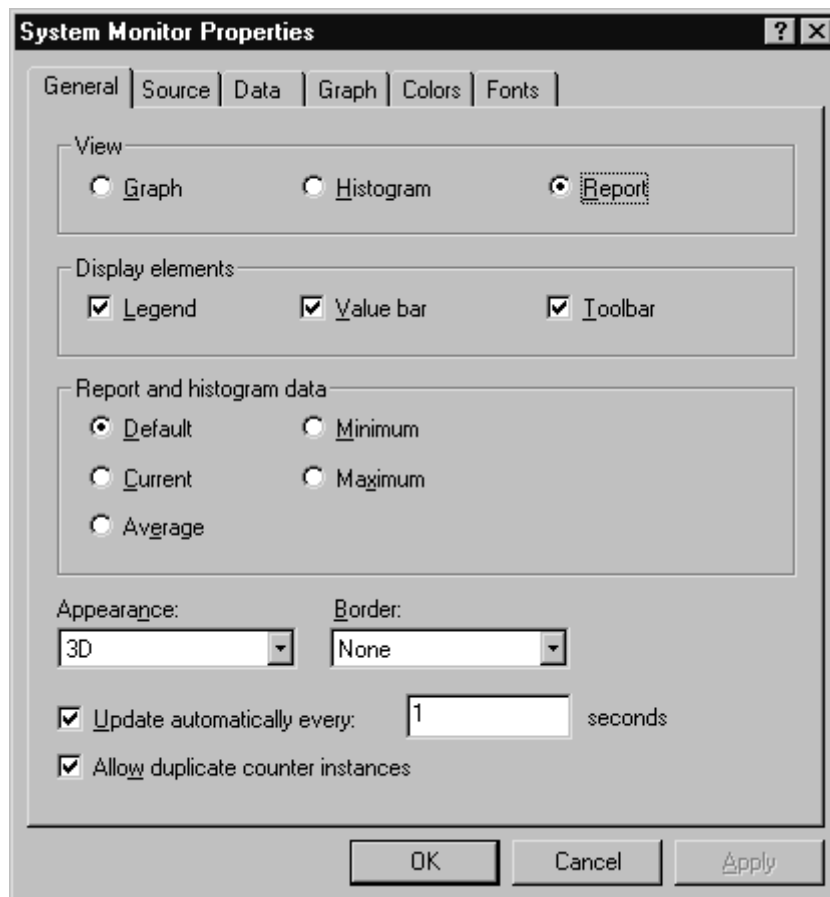 System Monitor Properties
General Source Data Graph Colors Fonts
View
Graph Histogram Report
Display elements
Legend Value bar Toolbar
Report and histogram data
Default Minimum
Current Maximum
Average
Appearance: Border:
3D None
Update automatically every: 1 seconds
Allow duplicate counter instances
OK Cancel Apply